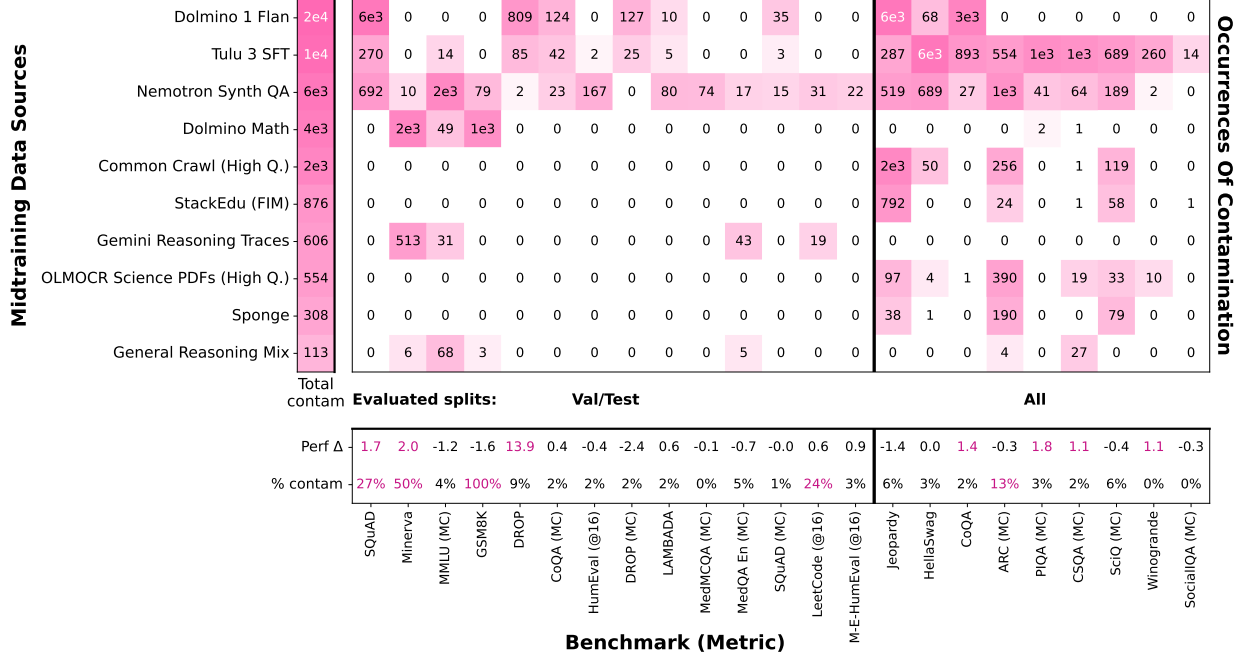 Dolmino 1 Flan 2e4 6e3 0 0 0 809 124 0 127 10 0 0 35 0 0 6e3 68 3e3 0 0 0 0 0 0
Tulu 3 SFT 1e4 270 0 14 0 85 42 2 25 5 0 0 3 0 0 287 6e3 893 554 1e3 1e3 689 260 14
Nemotron Synth QA 6e3 692 10 2e3 79 2 23 167 0 80 74 17 15 31 22 519 689 27 1e3 41 64 189 2 0
Dolmino Math 4e3 0 2e3 49 1e3 0 0 0 0 0 0 0 0 0 0 0 0 0 0 2 1 0 0 0
Common Crawl (High Q.) 2e3 0 0 0 0 0 0 0 0 0 0 0 0 0 0 2e3 50 0 256 0 1 119 0 0
StackEdu (FIM) 876 0 0 0 0 0 0 0 0 0 0 0 0 0 0 792 0 0 24 0 1 58 0 1
Gemini Reasoning Traces 606 0 513 31 0 0 0 0 0 0 0 43 0 19 0 0 0 0 0 0 0 0 0 0
OLMOCR Science PDFs (High Q.) 554 0 0 0 0 0 0 0 0 0 0 0 0 0 0 97 4 1 390 0 19 33 10 0
Sponge 308 0 0 0 0 0 0 0 0 0 0 0 0 0 0 38 1 0 190 0 0 79 0 0
General Reasoning Mix 113 0 6 68 3 0 0 0 0 0 0 5 0 0 0 0 0 0 4 0 27 0 0 0
Midtraining Data Sources
Occurrences Of Contamination
Total
contam
Evaluated splits: Val/Test All
Perf Δ 1.7 2.0 -1.2 -1.6 13.9 0.4 -0.4 -2.4 0.6 -0.1 -0.7 -0.0 0.6 0.9 -1.4 0.0 1.4 -0.3 1.8 1.1 -0.4 1.1 -0.3
% contam 27% 50% 4% 100% 9% 2% 2% 2% 2% 0% 5% 1% 24% 3% 6% 3% 2% 13% 3% 2% 6% 0% 0%
SQuAD
Minerva
MMLU (MC)
GSM8K
DROP
CoQA (MC)
HumEval (@16)
DROP (MC)
LAMBADA
MedMCQA (MC)
MedQA En (MC)
SQuAD (MC)
LeetCode (@16)
M-E-HumEval (@16)
Jeopardy
HellaSwag
CoQA
ARC (MC)
PIQA (MC)
CSQA (MC)
SciQ (MC)
Winogrande
SocialIQA (MC)
Benchmark (Metric)